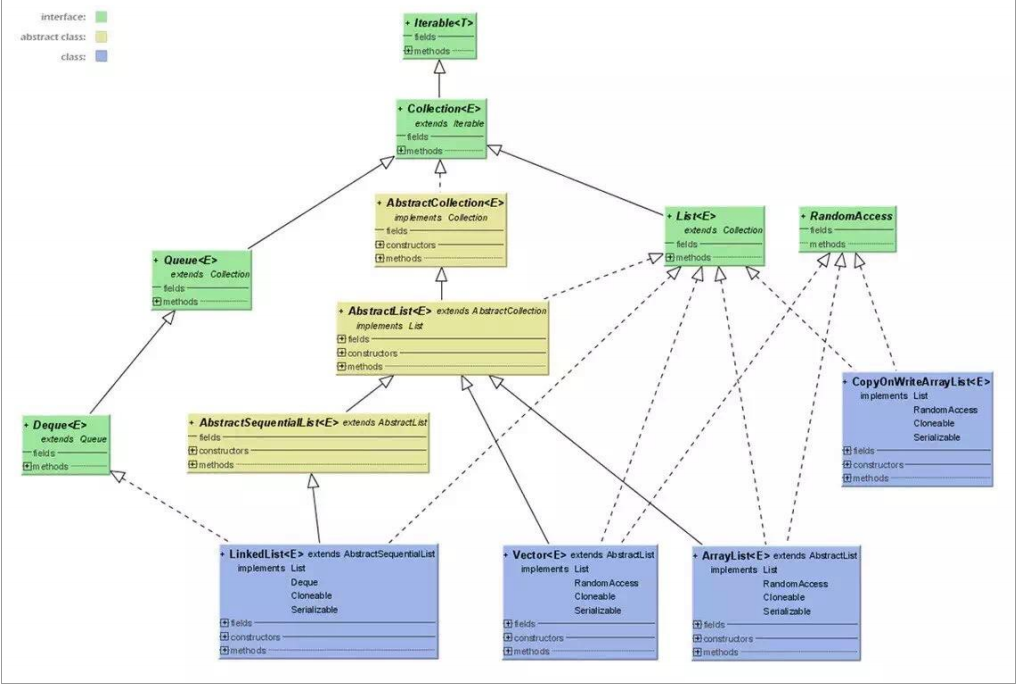 interface:
abstract class:
class:
+ Iterable<T>
fields
methods
+ Collection<E>
extends Iterable
fields
methods
+ AbstractCollection<E>
implements Collection
fields
constructors
methods
+ List<E>
extends Collection
fields
methods
+ RandomAccess
fields
methods
+ Queue<E>
extends Collection
fields
methods
+ AbstractList<E> extends AbstractCollection
implements List
fields
constructors
methods
+ CopyOnWriteArrayList<E>
implements List
RandomAccess
Cloneable
Serializable
fields
constructors
methods
+ Deque<E>
extends Queue
fields
methods
+ AbstractSequentialList<E> extends AbstractList
fields
constructors
methods
+ LinkedList<E> extends AbstractSequentialList
implements List
Deque
Cloneable
Serializable
fields
constructors
methods
+ Vector<E> extends AbstractList
implements List
RandomAccess
Cloneable
Serializable
fields
constructors
methods
+ ArrayList<E> extends AbstractList
implements List
RandomAccess
Cloneable
Serializable
fields
constructors
methods